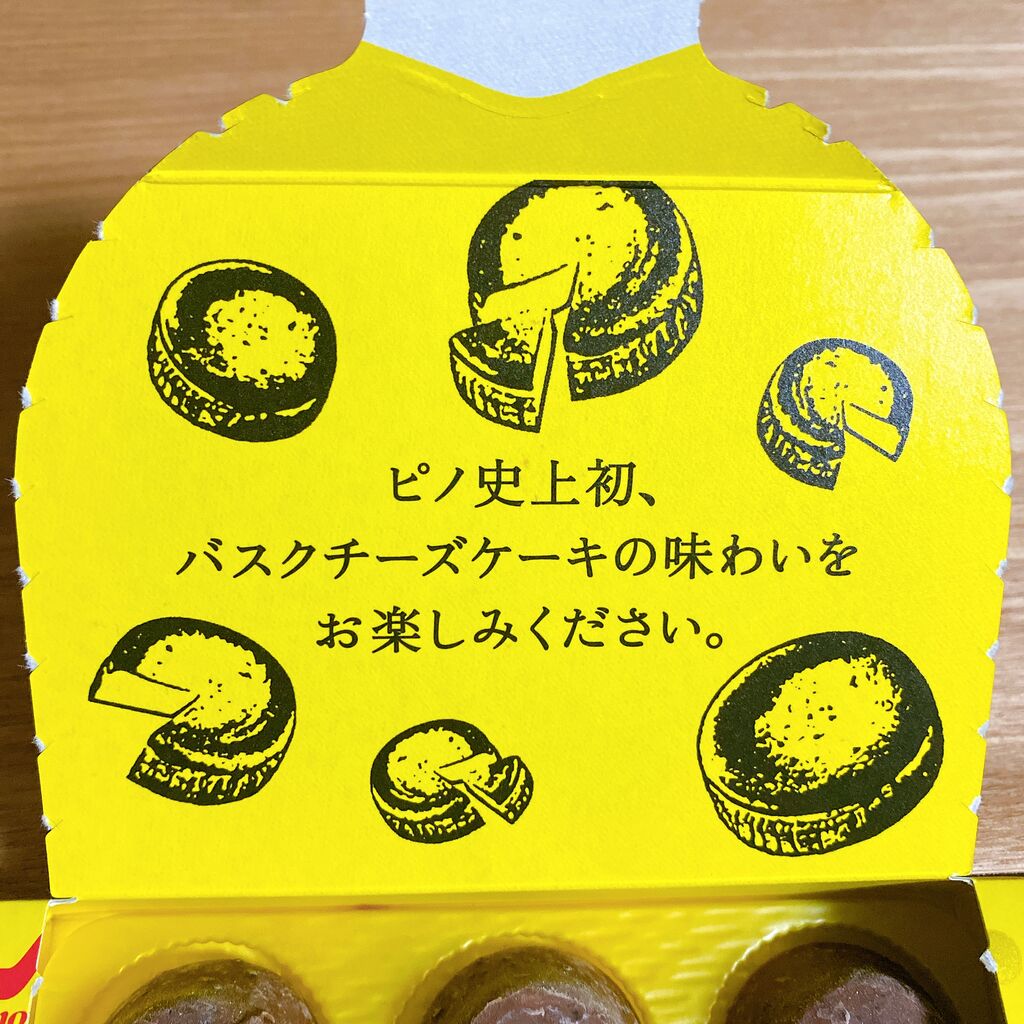 ピノ史上初、
バスクチーズケーキの味わいを
お楽しみください。